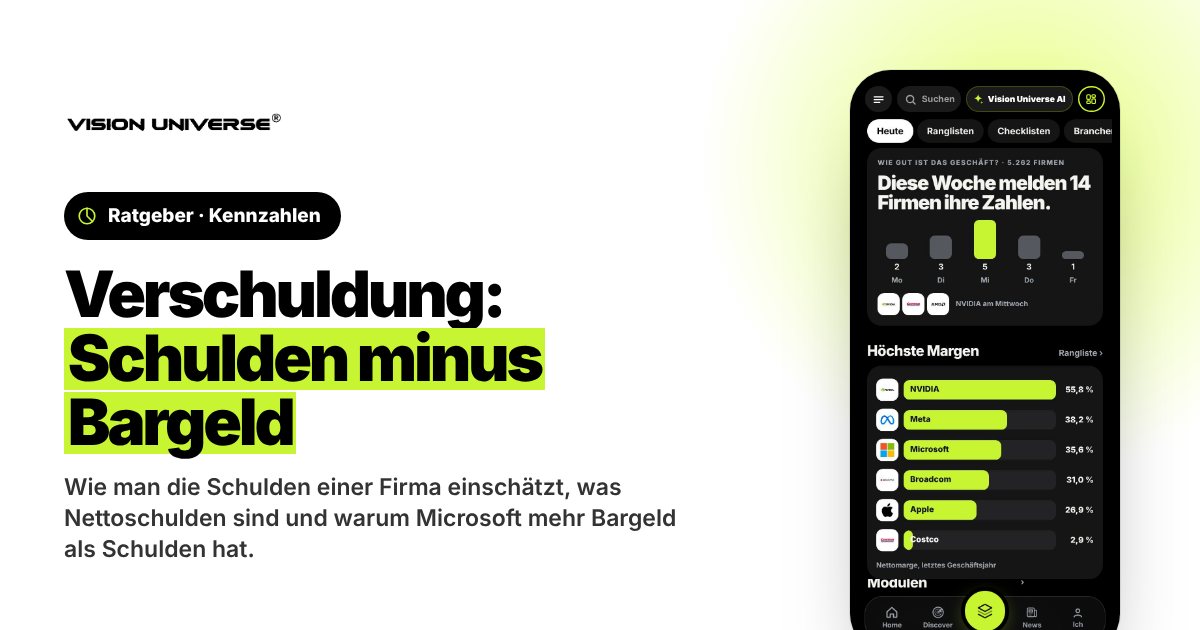 VISION UNIVERSE®
Ratgeber · Kennzahlen
Verschuldung:
Schulden minus
Bargeld
Wie man die Schulden einer Firma einschätzt, was
Nettoschulden sind und warum Microsoft mehr Bargeld
als Schulden hat.
Suchen
Vision Universe AI
Heute
Ranglisten
Checklisten
Branchen
WIE GUT IST DAS GESCHÄFT? · 5.262 FIRMEN
Diese Woche melden 14
Firmen ihre Zahlen.
2 3 5 3 1
Mo Di Mi Do Fr
NVIDIA am Mittwoch
Höchste Margen
Rangliste ›
NVIDIA 55,8 %
Meta 38,2 %
Microsoft 35,6 %
Broadcom 31,0 %
Apple 26,9 %
Costco 2,9 %
Nettomarge, letztes Geschäftsjahr
Modulen ›
Home Discover News Ich